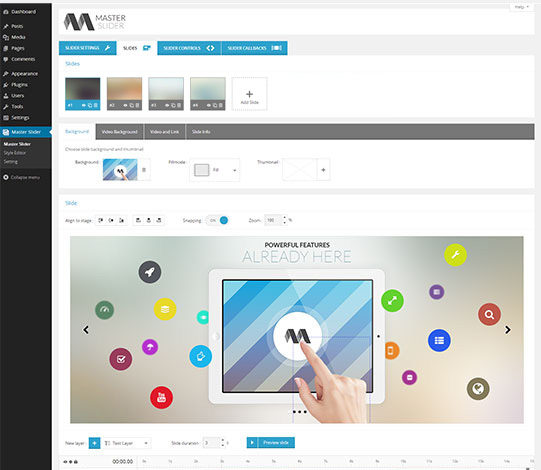 Help
Dashboard
Posts
Media
Pages
Comments
Appearance
Plugins
Users
Tools
Settings
Master Slider
Master Slider
Style Editor
Setting
Collapse menu
MASTER
SLIDER
SLIDER SETTINGS SLIDES SLIDER CONTROLS SLIDER CALLBACKS
Slides
#1 #2 #3 #4
Add Slide
Background Video Background Video and Link Slide Info
Choose slide background and thumbnail
Background: Fillmode: Fill Thumbnail:
Slide
Align to stage: Snapping: ON Zoom: 100 %
POWERFUL FEATURES
ALREADY HERE
You
Tube
New layer: Text Layer Slide duration: 3 s Preview slide
00:00.00